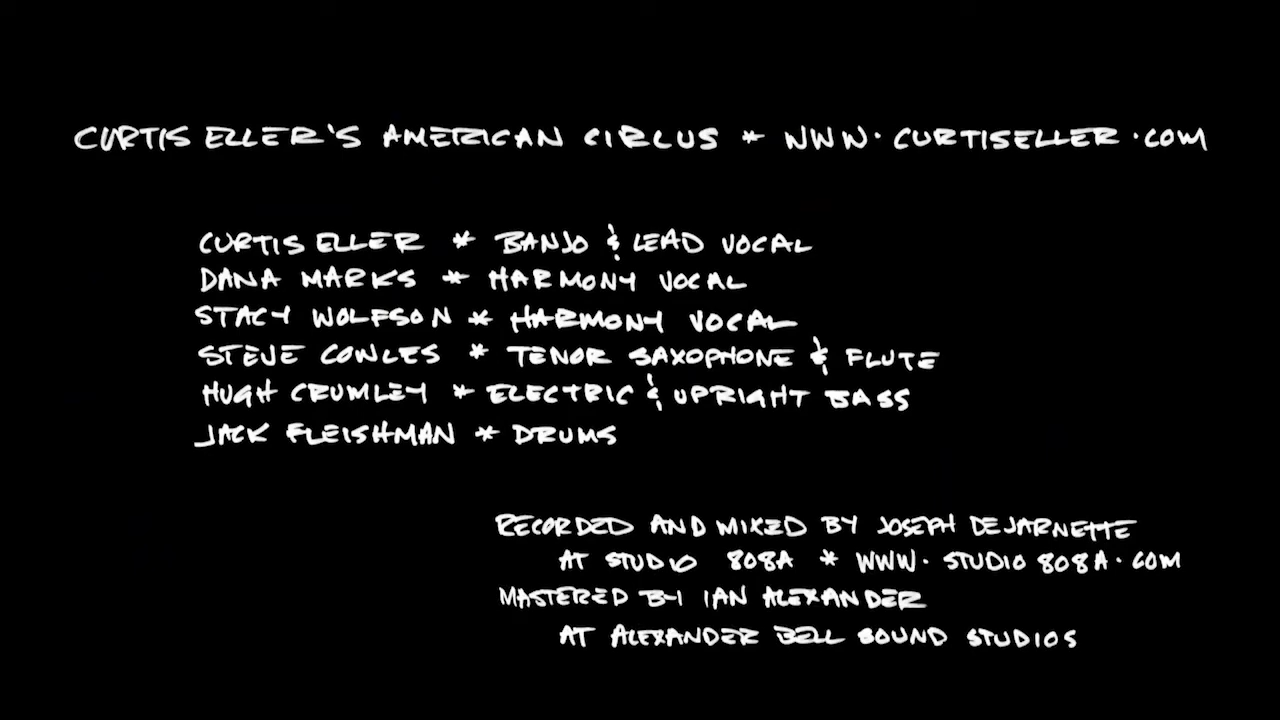 CURTIS ELLER'S AMERICAN CIRCUS * WWW.CURTISELLER.COM
CURTIS ELLER * BANJO & LEAD VOCAL
DANA MARKS * HARMONY VOCAL
STACY WOLFSON * HARMONY VOCAL
STEVE COWLES * TENOR SAXOPHONE & FLUTE
HUGH CRUMLEY * ELECTRIC & UPRIGHT BASS
JACK FLEISHMAN * DRUMS
RECORDED AND MIXED BY JOSEPH DEJARNETTE
AT STUDIO 808A * WWW.STUDIO808A.COM
MASTERED BY IAN ALEXANDER
AT ALEXANDER BELL SOUND STUDIOS